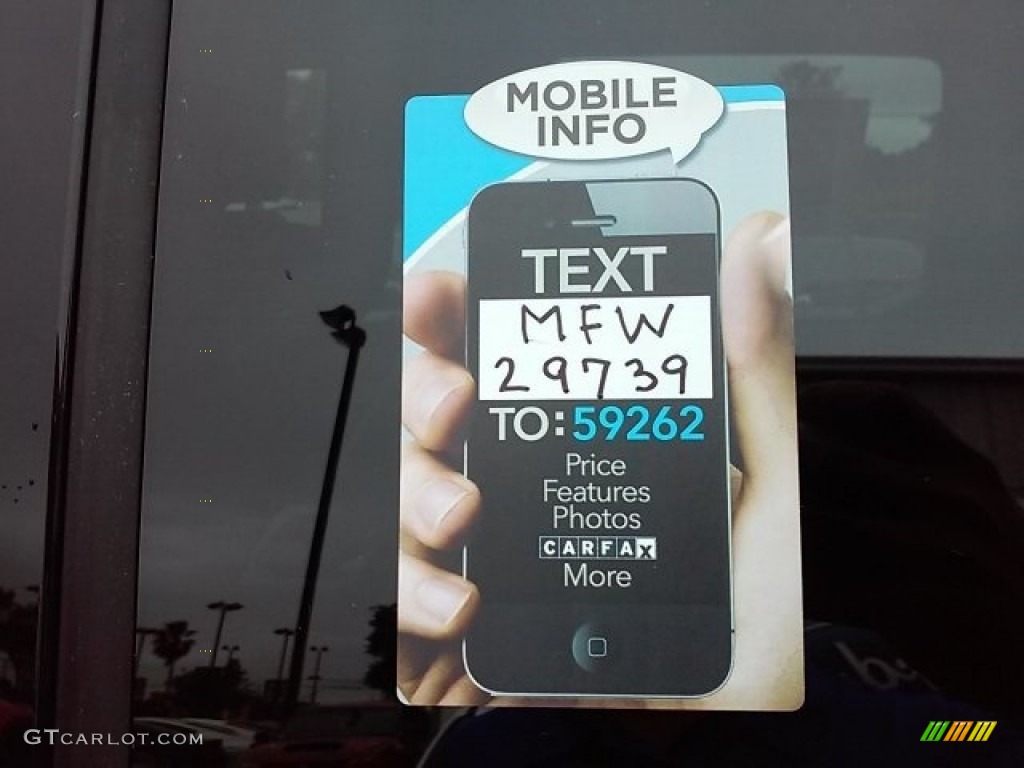 MOBILE
INFO
TEXT
MFW
29739
TO: 59262
Price
Features
Photos
CARFAX
More
GTCARLOT.COM